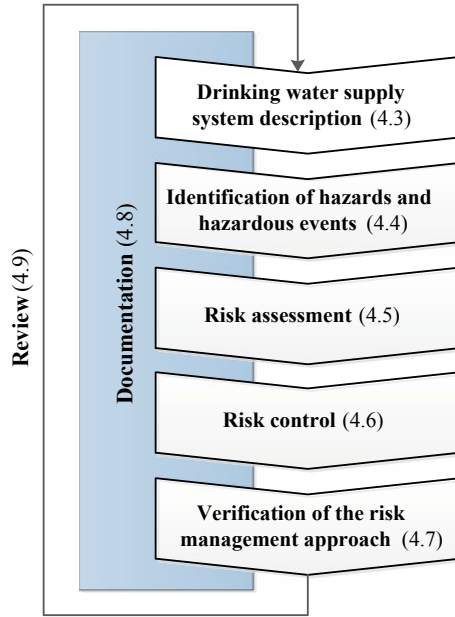 Drinking water supply
system description (4.3)
Identification of hazards and
hazardous events (4.4)
Risk assessment (4.5)
Risk control (4.6)
Verification of the risk
management approach (4.7)
Documentation (4.8)
Review (4.9)